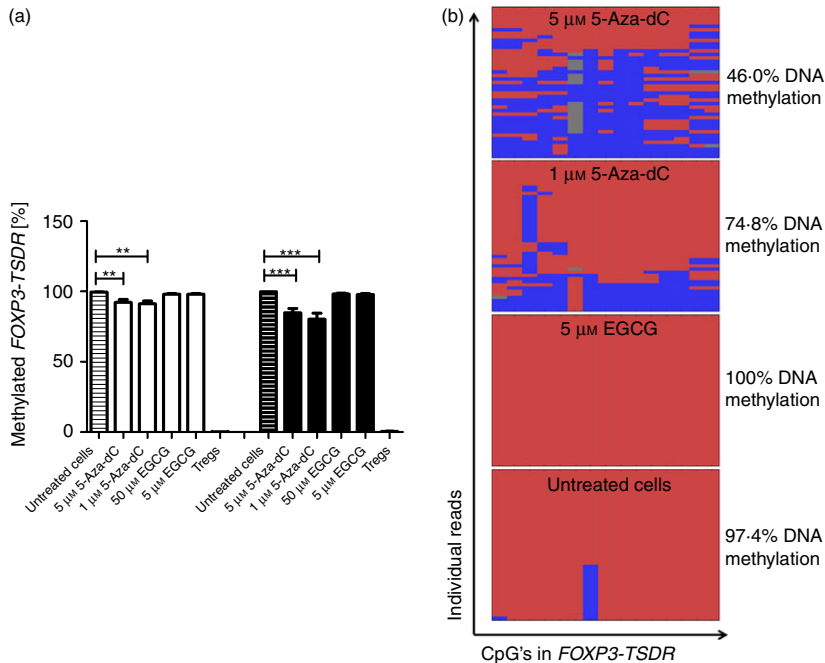 (a)
Methylated FOXP3-TSDR [%]
150
100
50
0
**
**
***
***
Untreated cells
5 μM 5-Aza-dC
1 μM 5-Aza-dC
50 μM EGCG
5 μM EGCG
Tregs
Untreated cells
5 μM 5-Aza-dC
1 μM 5-Aza-dC
50 μM EGCG
5 μM EGCG
Tregs
(b)
5 μM 5-Aza-dC
46·0% DNA
methylation
1 μM 5-Aza-dC
74·8% DNA
methylation
5 μM EGCG
100% DNA
methylation
Untreated cells
97·4% DNA
methylation
Individual reads
CpG's in FOXP3-TSDR